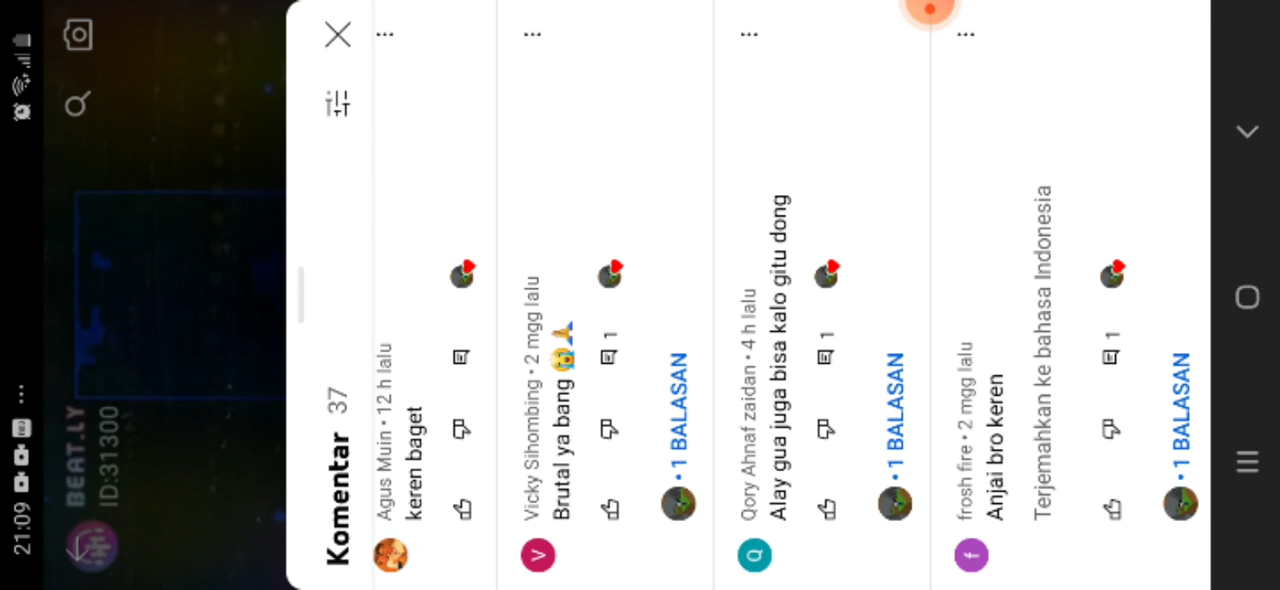 21:09
BEAT.LY
ID:31300
Komentar 37
Agus Muin • 12 h lalu
keren baget
Vicky Sihombing • 2 mgg lalu
Brutal ya bang 😭🙏
1
• 1 BALASAN
Qory Ahnaf zaidan • 4 h lalu
Alay gua juga bisa kalo gitu dong
1
• 1 BALASAN
frosh fire • 2 mgg lalu
Anjai bro keren
Terjemahkan ke bahasa Indonesia
1
• 1 BALASAN
V
Q
f